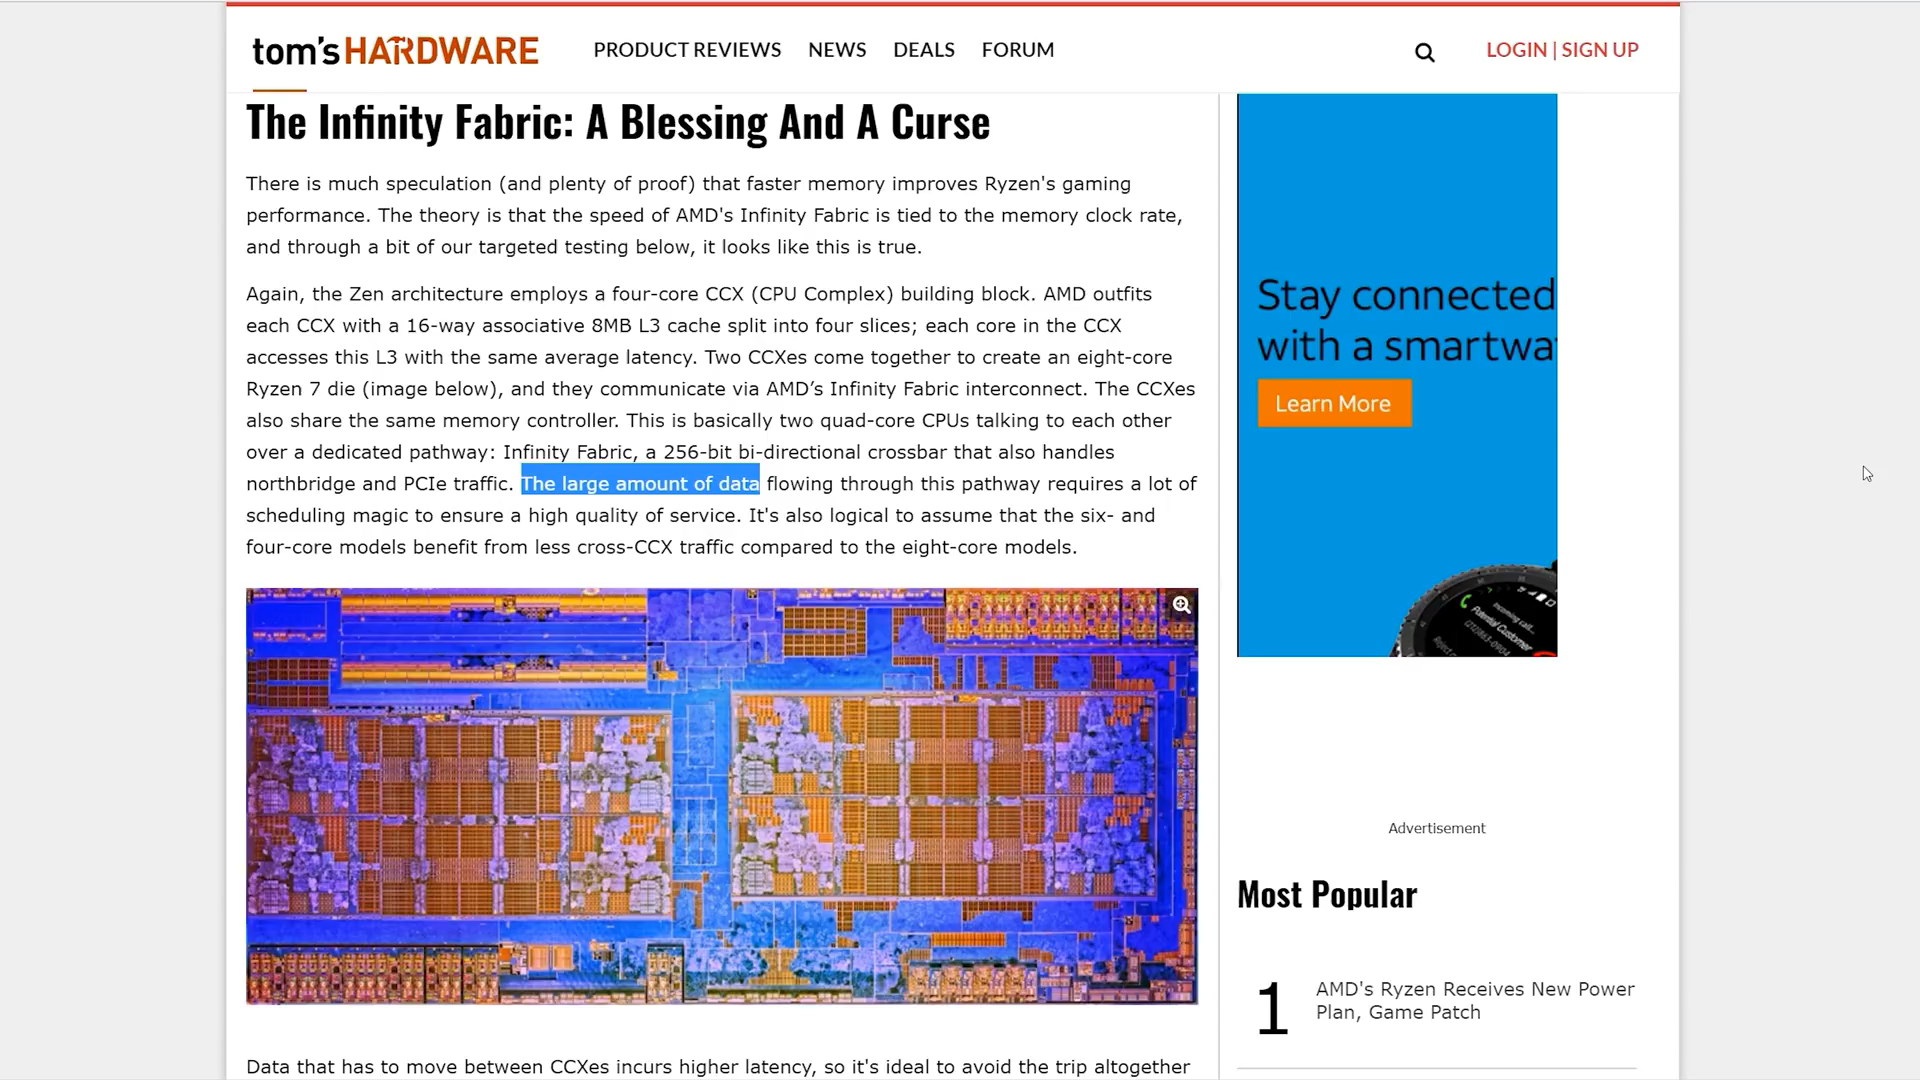 tom's HARDWARE
PRODUCT REVIEWS NEWS DEALS FORUM
LOGIN | SIGN UP
The Infinity Fabric: A Blessing And A Curse
There is much speculation (and plenty of proof) that faster memory improves Ryzen's gaming
performance. The theory is that the speed of AMD's Infinity Fabric is tied to the memory clock rate,
and through a bit of our targeted testing below, it looks like this is true.
Again, the Zen architecture employs a four-core CCX (CPU Complex) building block. AMD outfits
each CCX with a 16-way associative 8MB L3 cache split into four slices; each core in the CCX
accesses this L3 with the same average latency. Two CCXes come together to create an eight-core
Ryzen 7 die (image below), and they communicate via AMD’s Infinity Fabric interconnect. The CCXes
also share the same memory controller. This is basically two quad-core CPUs talking to each other
over a dedicated pathway: Infinity Fabric, a 256-bit bi-directional crossbar that also handles
northbridge and PCIe traffic. The large amount of data flowing through this pathway requires a lot of
scheduling magic to ensure a high quality of service. It's also logical to assume that the six- and
four-core models benefit from less cross-CCX traffic compared to the eight-core models.
Data that has to move between CCXes incurs higher latency, so it's ideal to avoid the trip altogether
Stay connected
with a smartwa
Learn More
Incoming call...
Potential Customer
(212)883-0904
Advertisement
Most Popular
1
AMD's Ryzen Receives New Power
Plan, Game Patch